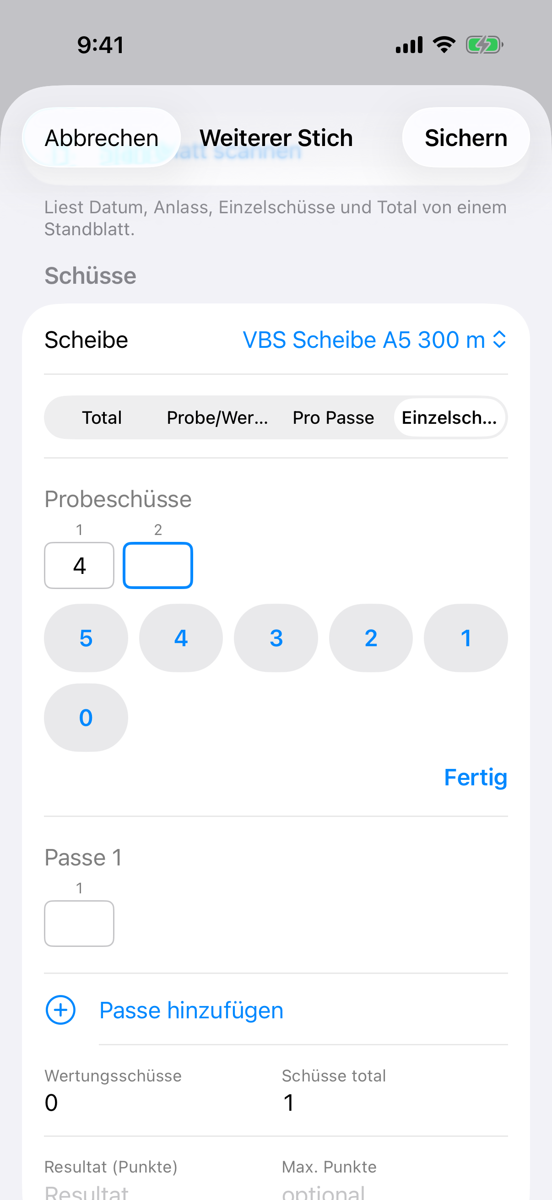 9:41
Abbrechen
Weiterer Stich
Sichern
scannen
Liest Datum, Anlass, Einzelschüsse und Total von einem
Standblatt.
Schüsse
Scheibe
VBS Scheibe A5 300 m
Total
Probe/Wer...
Pro Passe
Einzelsch...
Probeschüsse
1
2
4
5
4
3
2
1
0
Fertig
Passe 1
1
Passe hinzufügen
Wertungsschüsse
Schüsse total
0
1
Resultat (Punkte)
Max. Punkte
Resultat
optional